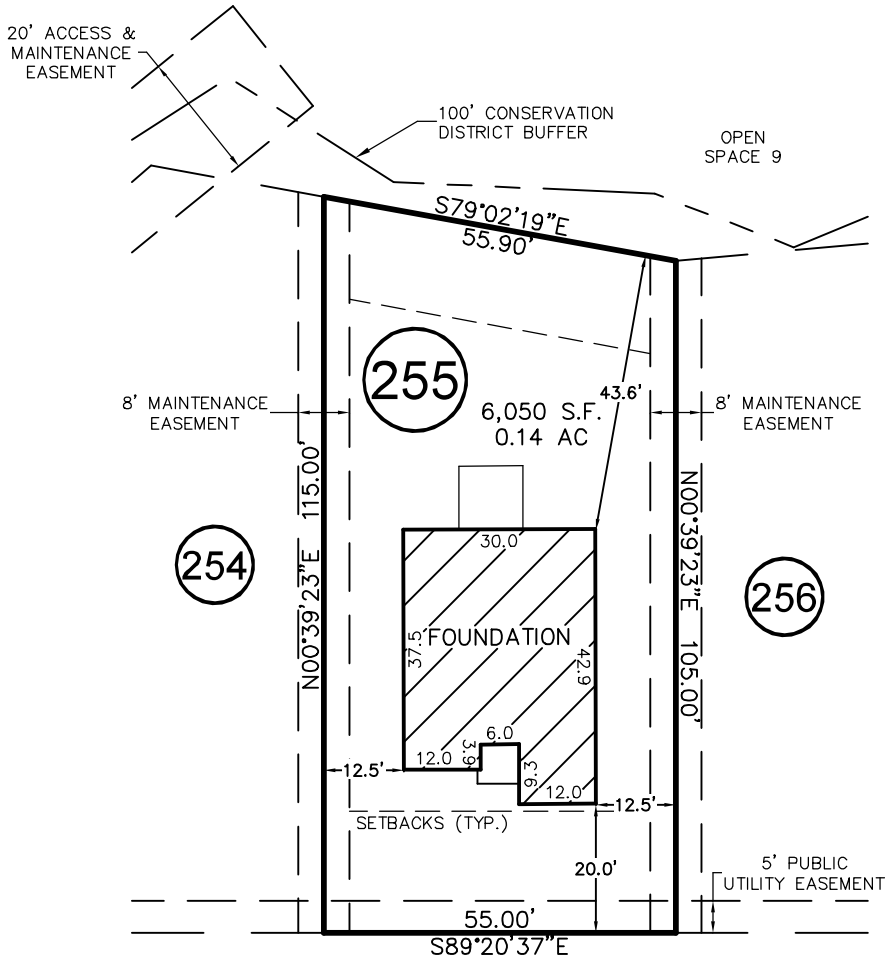 20' ACCESS &
MAINTENANCE
EASEMENT
100' CONSERVATION
DISTRICT BUFFER
OPEN
SPACE 9
S79°02'19"E
55.90'
255
8' MAINTENANCE
EASEMENT
6,050 S.F.
0.14 AC
43.6'
8' MAINTENANCE
EASEMENT
N00°39'23"E 115.00'
N00°39'23"E 105.00'
254
256
30.0
37.5
FOUNDATION
42.9
6.0
3.9
12.0
9.3
12.0
12.5'
12.5'
SETBACKS (TYP.)
20.0'
5' PUBLIC
UTILITY EASEMENT
55.00'
S89°20'37"E